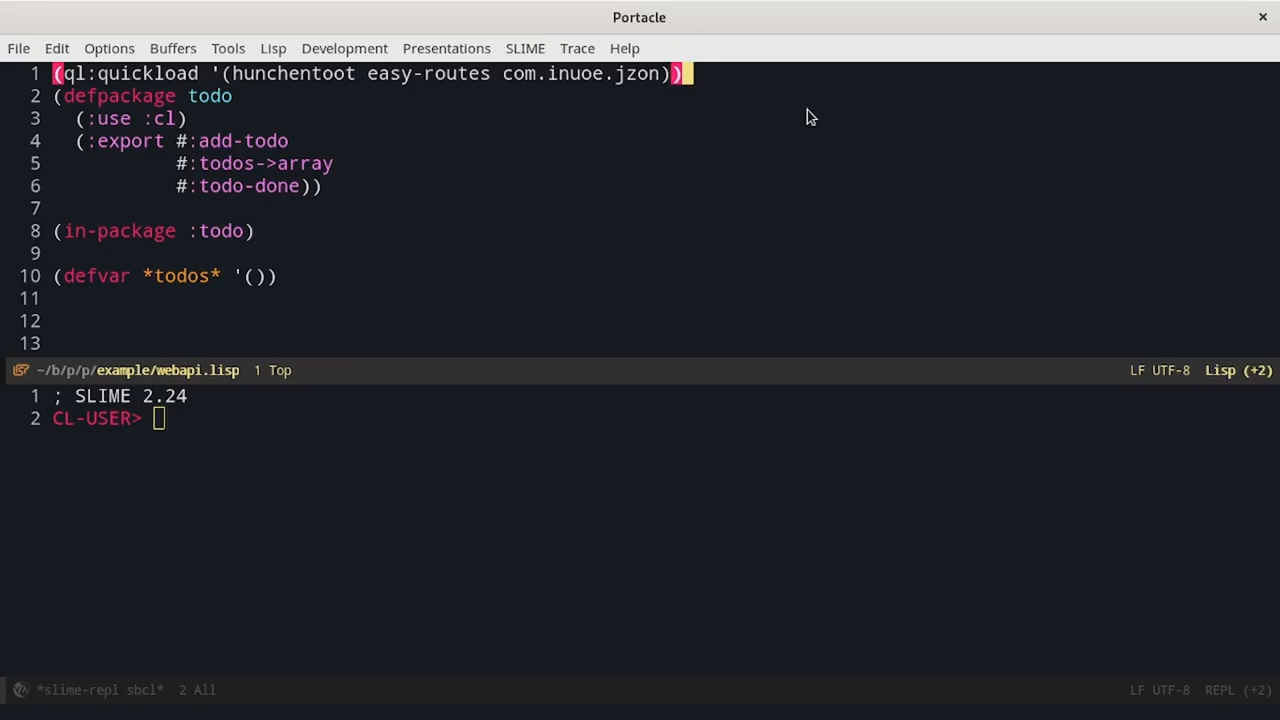 Portacle ×
File Edit Options Buffers Tools Lisp Development Presentations SLIME Trace Help
1 (ql:quickload '(hunchentoot easy-routes com.inuoe.jzon))
2 (defpackage todo
3   (:use :cl)
4   (:export #:add-todo
5            #:todos->array
6            #:todo-done))
7
8 (in-package :todo)
9
10 (defvar *todos* '())
11
12
13
~/b/p/p/example/webapi.lisp 1 Top LF UTF-8 Lisp (+2)
1 ; SLIME 2.24
2 CL-USER>
*slime-repl sbcl* 2 All LF UTF-8 REPL (+2)